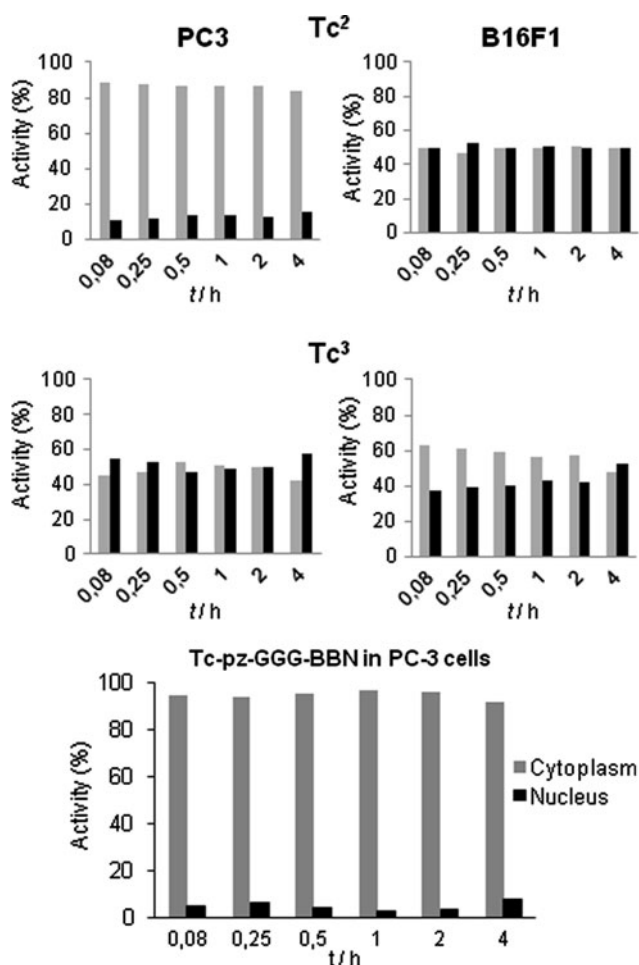 Tc²
PC3 B16F1
100 100
80 80
60 60
40 40
20 20
0 0
Activity (%) Activity (%)
0,08 0,25 0,5 1 2 4 0,08 0,25 0,5 1 2 4
t / h t / h
Tc³
100 100
80 80
60 60
40 40
20 20
0 0
Activity (%) Activity (%)
0,08 0,25 0,5 1 2 4 0,08 0,25 0,5 1 2 4
t / h t / h
Tc-pz-GGG-BBN in PC-3 cells
100
80
60
40
20
0
Activity (%)
Cytoplasm
Nucleus
0,08 0,25 0,5 1 2 4
t / h